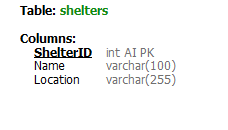 Table: shelters
Columns:
ShelterID int AI PK
Name varchar(100)
Location varchar(255)